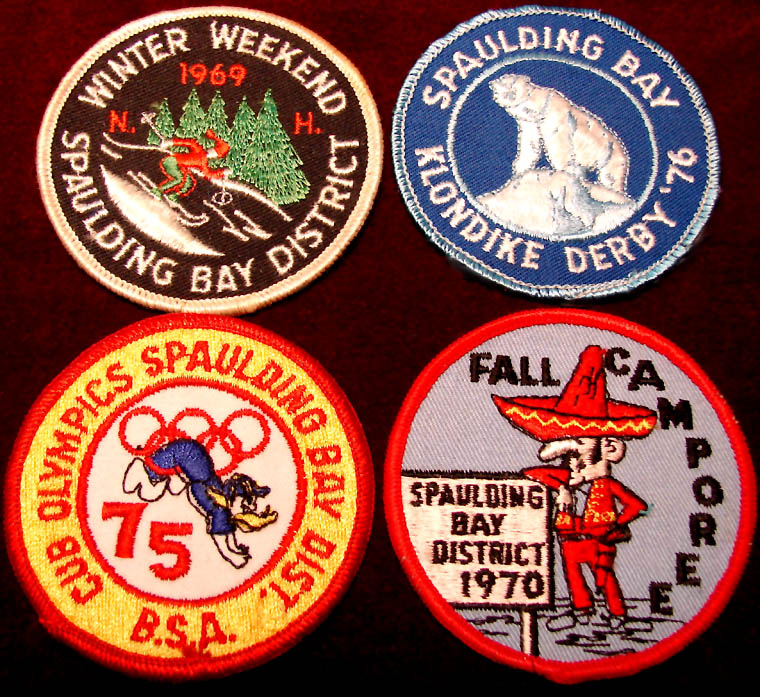 WINTER WEEKEND
1969
N. H.
SPAULDING BAY DISTRICT
SPAULDING BAY
KLONDIKE DERBY '76
CUB OLYMPICS SPAULDING BAY DIST.
75
B.S.A.
FALL CAMPOREE
SPAULDING
BAY
DISTRICT
1970